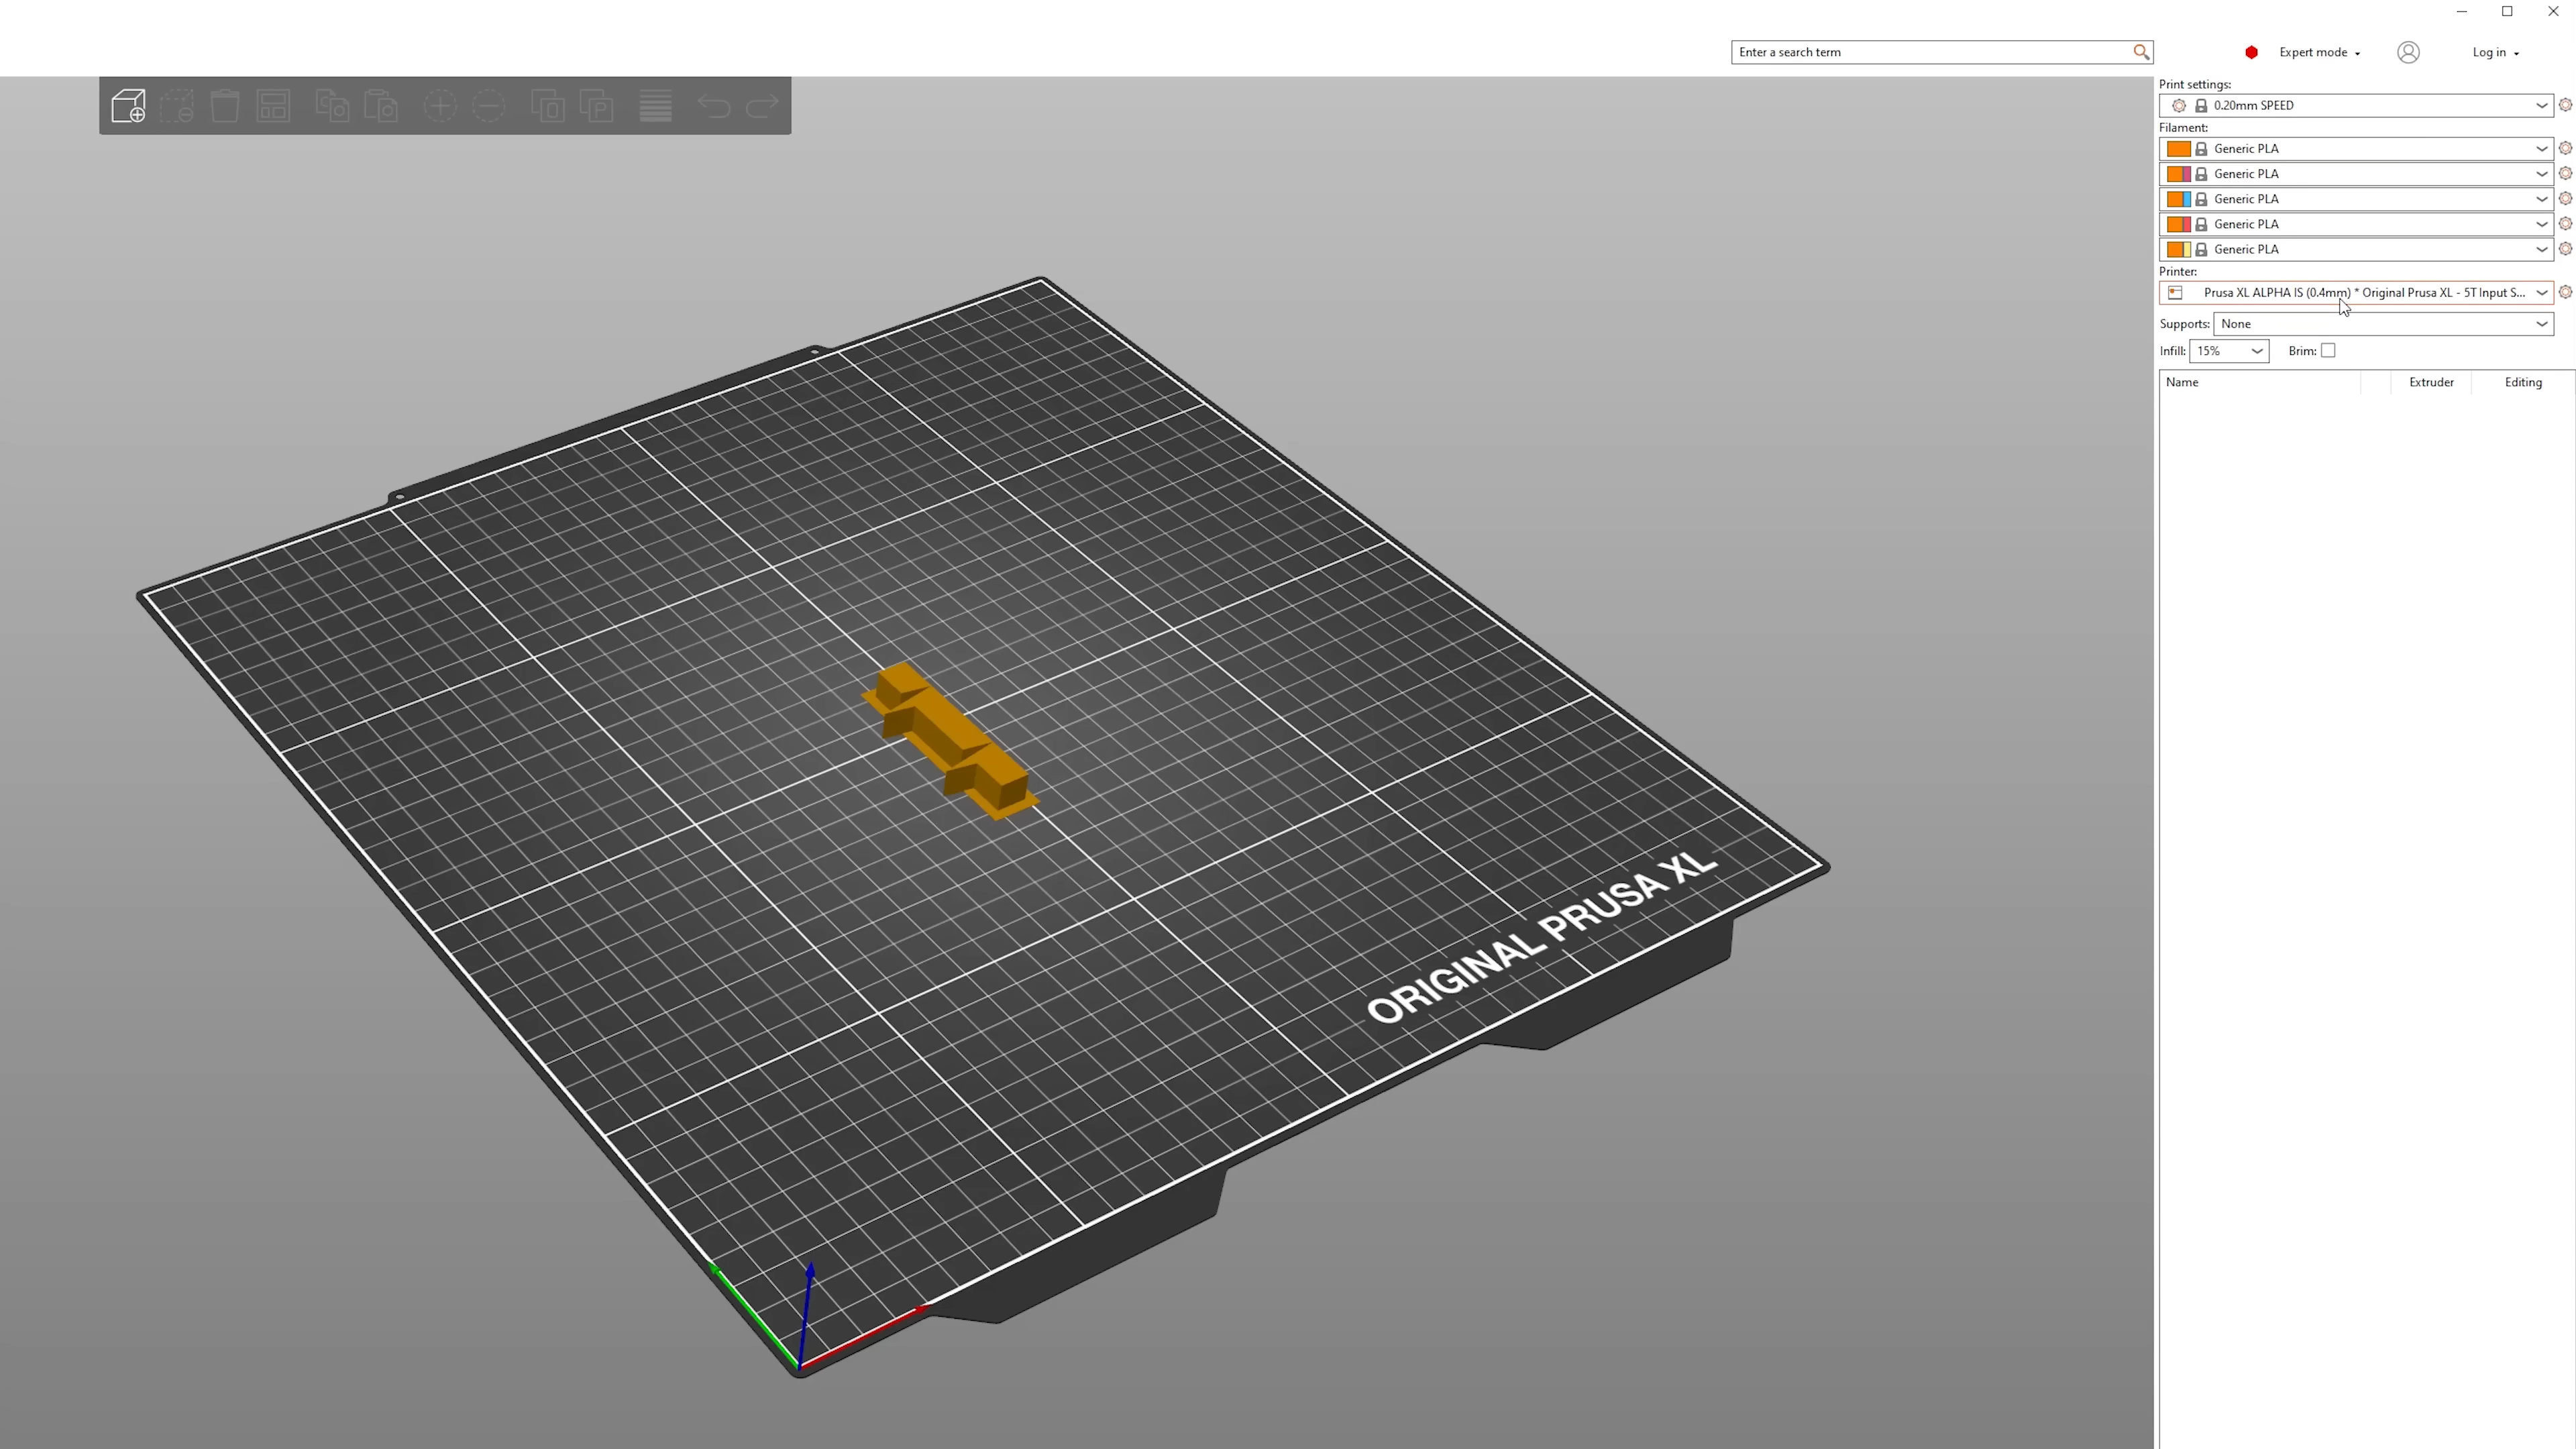 Enter a search term
Expert mode
Log in
Print settings:
0.20mm SPEED
Filament:
Generic PLA
Generic PLA
Generic PLA
Generic PLA
Generic PLA
Printer:
Prusa XL ALPHA IS (0.4mm) * Original Prusa XL - 5T Input S...
Supports: None
Infill: 15% Brim:
Name Extruder Editing
ORIGINAL PRUSA XL